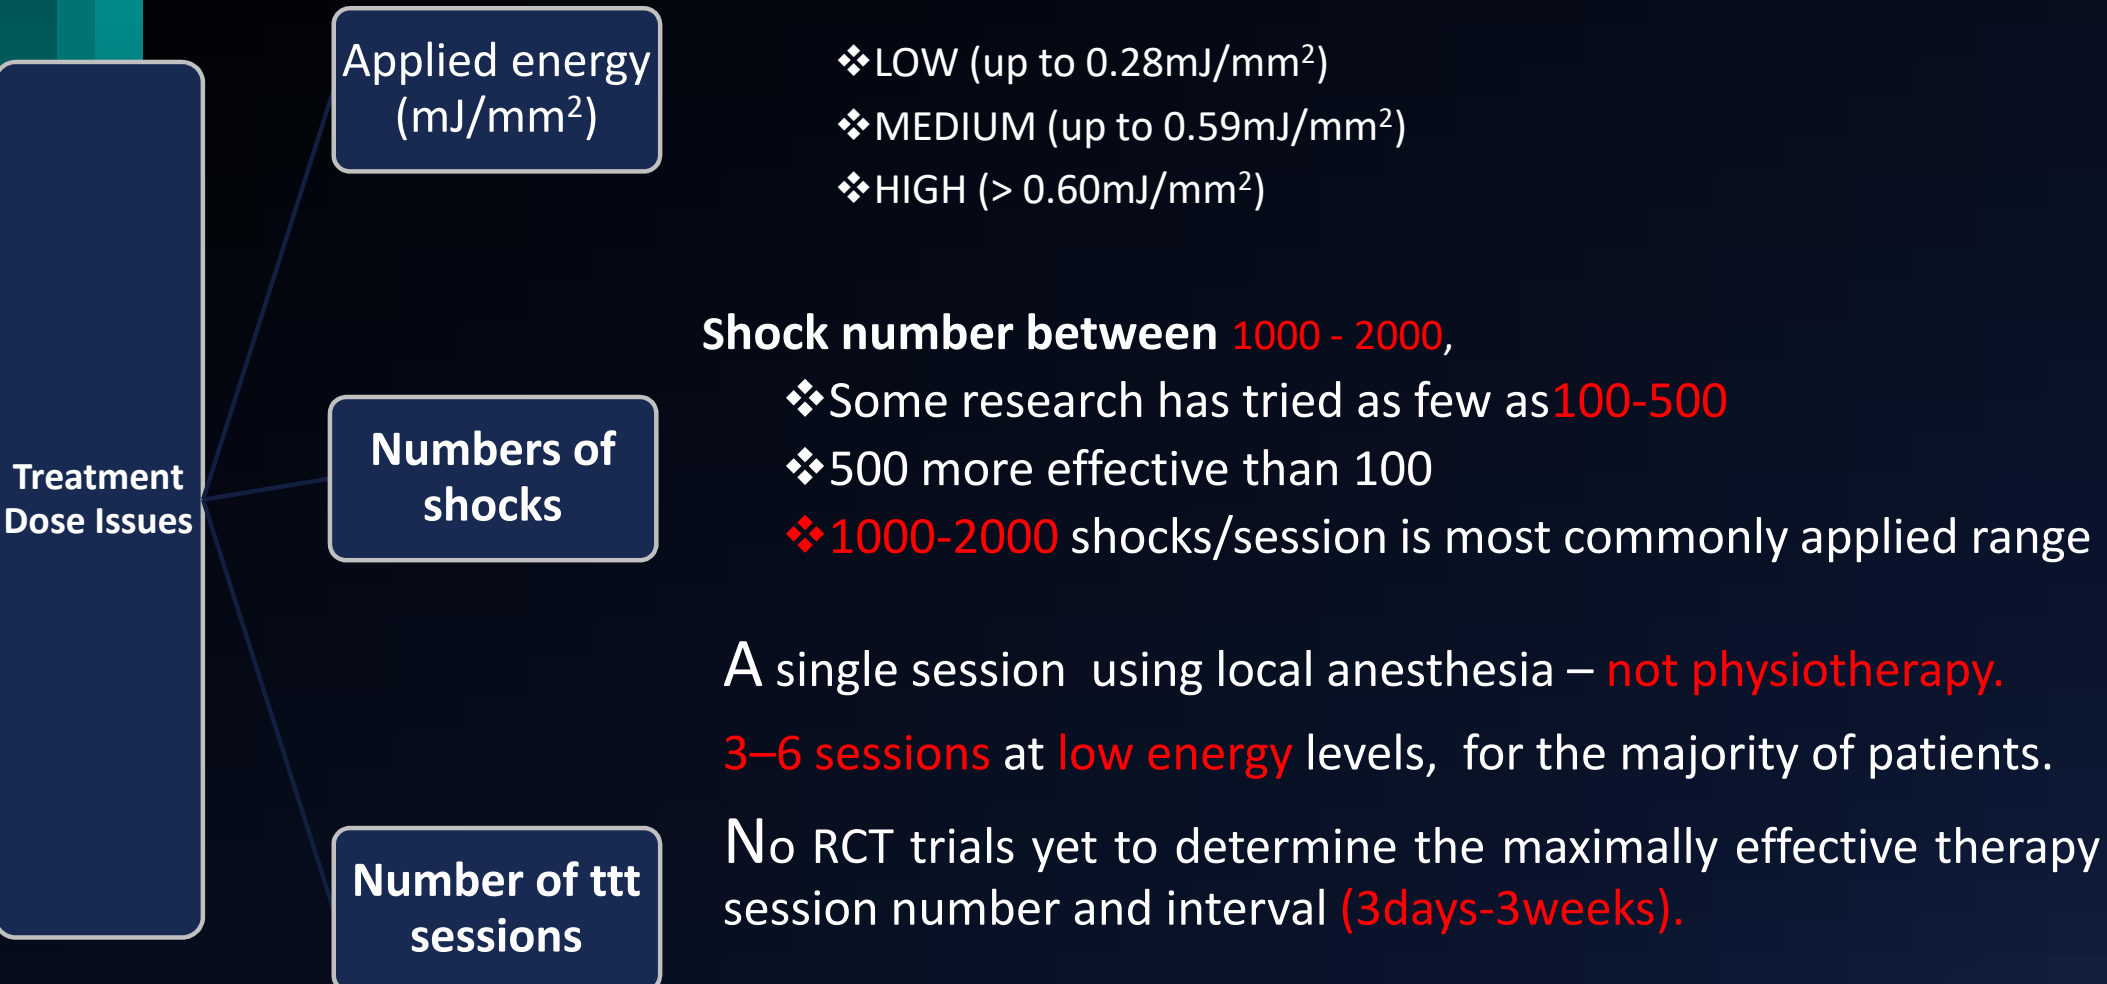 Treatment
Dose Issues
Applied energy
(mJ/mm²)
❖LOW (up to 0.28mJ/mm²)
❖MEDIUM (up to 0.59mJ/mm²)
❖HIGH (> 0.60mJ/mm²)
Numbers of
shocks
Shock number between 1000 - 2000,
❖Some research has tried as few as100-500
❖500 more effective than 100
❖1000-2000 shocks/session is most commonly applied range
Number of ttt
sessions
A single session  using local anesthesia – not physiotherapy.
3–6 sessions at low energy levels,  for the majority of patients.
No RCT trials yet to determine the maximally effective therapy
session number and interval (3days-3weeks).